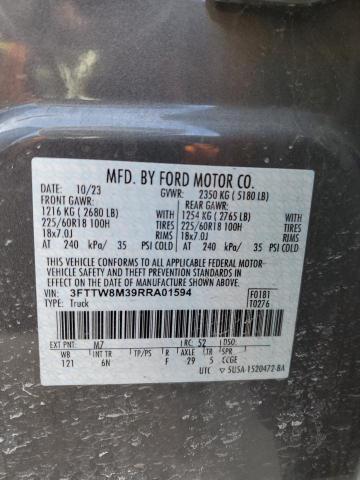 MFD. BY FORD MOTOR CO.
DATE: 10/23 GVWR: 2350 KG ( 5180 LB)
FRONT GAWR: REAR GAWR:
1216 KG ( 2680 LB) WITH 1254 KG ( 2765 LB) WITH
225/60R18 100H TIRES 225/60R18 100H TIRES
18x7.0J RIMS 18x7.0J RIMS
AT 240 kPa/ 35 PSI COLD AT 240 kPa/ 35 PSI COLD
THIS VEHICLE CONFORMS TO ALL APPLICABLE FEDERAL MOTOR
VEHICLE SAFETY AND THEFT PREVENTION STANDARDS IN
EFFECT ON THE DATE OF MANUFACTURE SHOWN ABOVE.
VIN: 3FTTW8M39RRA01594 F0181
TYPE: Truck T0276
EXT PNT: M7 RC: 52 DSO:
WB INT TR TP/PS R AXLE TR SPR
121 6N F 29 5 CCGE
UTC 5U5A-1520472-BA